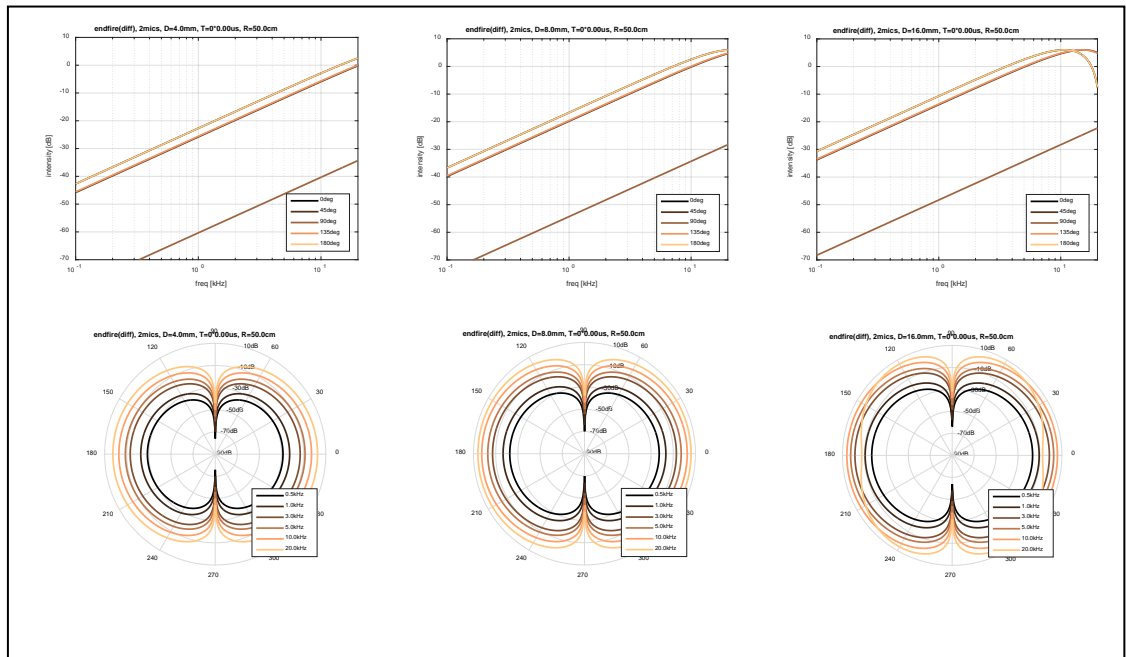 endfire(diff), 2mics, D=4.0mm, T=0*0.00us, R=50.0cm
10
0
-10
-20
-30
-40
-50
-60
-70
intensity [dB]
10 -1
10 0
10 1
freq [kHz]
0deg
45deg
90deg
135deg
180deg
endfire(diff), 2mics, D=8.0mm, T=0*0.00us, R=50.0cm
10
0
-10
-20
-30
-40
-50
-60
-70
intensity [dB]
10 -1
10 0
10 1
freq [kHz]
0deg
45deg
90deg
135deg
180deg
endfire(diff), 2mics, D=16.0mm, T=0*0.00us, R=50.0cm
10
0
-10
-20
-30
-40
-50
-60
-70
intensity [dB]
10 -1
10 0
10 1
freq [kHz]
0deg
45deg
90deg
135deg
180deg
endfire(diff), 2mics, D=4.0mm, T=0*0.00us, R=50.0cm
90
120
60
150
30
180
0
210
240
300
270
10dB
-10dB
-30dB
-50dB
-70dB
-90dB
0.5kHz
1.0kHz
3.0kHz
5.0kHz
10.0kHz
20.0kHz
endfire(diff), 2mics, D=8.0mm, T=0*0.00us, R=50.0cm
90
120
60
150
30
180
0
210
240
300
270
10dB
-10dB
-30dB
-50dB
-70dB
-90dB
0.5kHz
1.0kHz
3.0kHz
5.0kHz
10.0kHz
20.0kHz
endfire(diff), 2mics, D=16.0mm, T=0*0.00us, R=50.0cm
90
120
60
150
30
180
0
210
240
300
270
10dB
-10dB
-30dB
-50dB
-70dB
-90dB
0.5kHz
1.0kHz
3.0kHz
5.0kHz
10.0kHz
20.0kHz